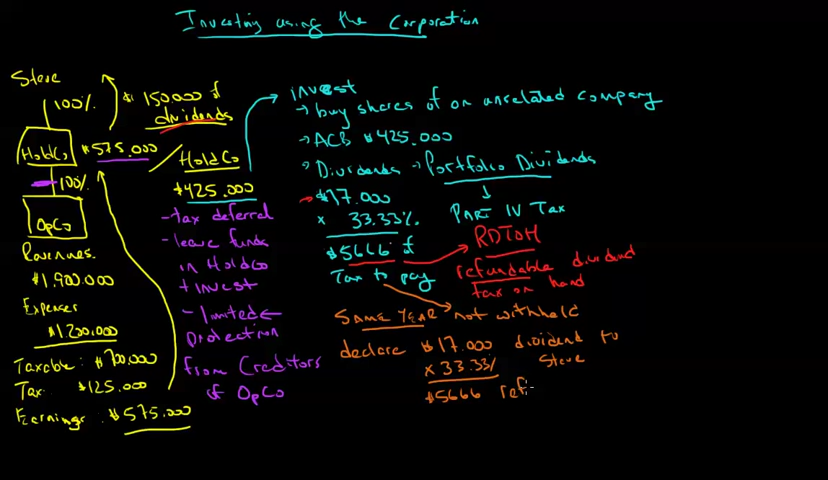 Investing using the Corporation
Steve
100%
$150.000 of
dividends
HoldCo
$575.000
100%
OpCo
Revenues
$1,900.000
Expenses
$1200.000
Taxable: $700.000
Tax: $125.000
Earnings $575.000
HoldCo
$425.000
-tax deferral
-leave funds
in HoldCo
+ invest
- limited
protection
from Creditors
of OpCo
invest
→ buy shares of an unrelated company
→ ACB $425.000
→ Dividends → Portfolio Dividends
PART IV Tax
→ $17.000
x 33.33%
$5666 of
Tax to pay
RDTOH
refundable dividend
tax on hand
SAME YEAR not withheld
declare $17.000 dividend to
Steve
x 33.33%
$5666 ref